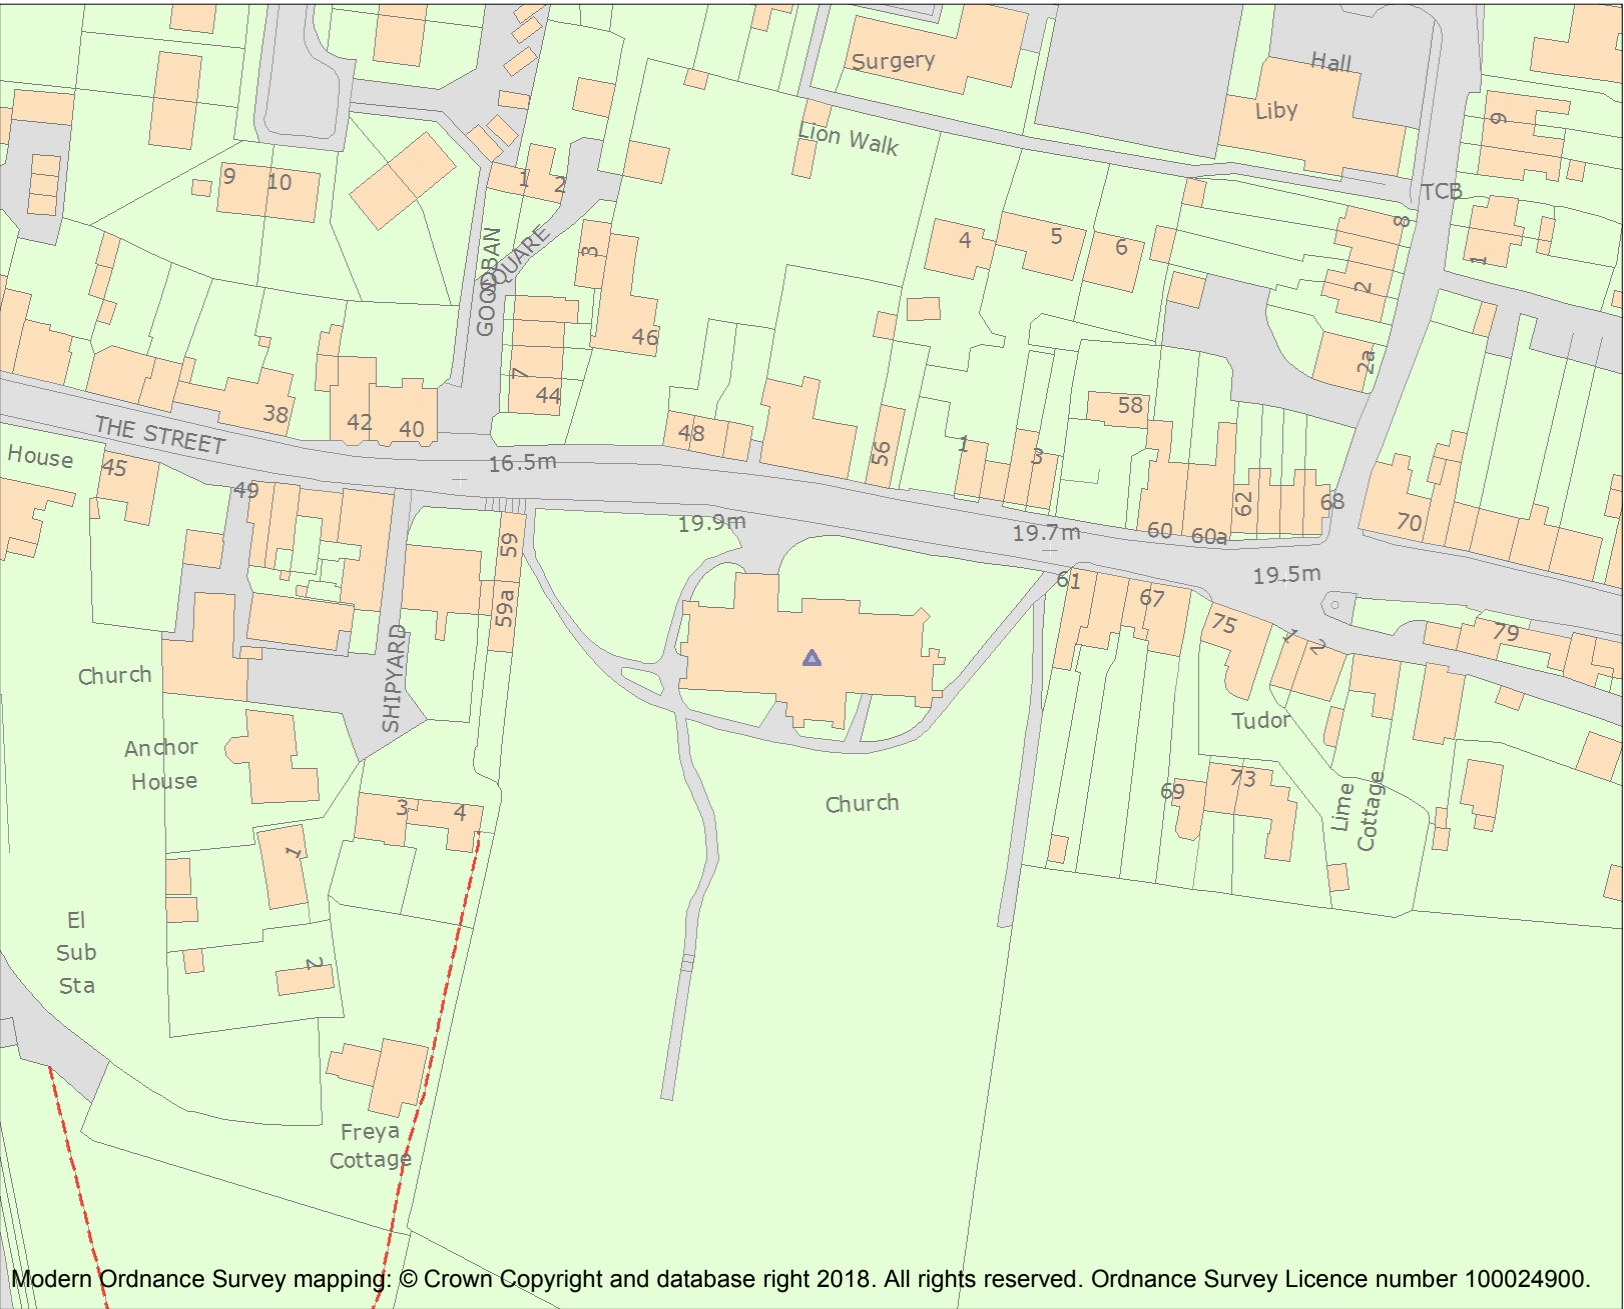 Surgery
Hall
Liby
9
Lion Walk
TCB
9
10
1
2
8
GOODBAN
SQUARE
3
4
5
6
1
2
46
2a
7
44
38
42
40
58
THE STREET
48
56
1
3
House
45
16.5m
49
62
68
19.9m
19.7m
60
60a
70
59
61
19.5m
59a
67
75
1
2
79
Church
SHIPYARD
Tudor
Anchor
House
73
69
Church
3
4
Lime
Cottage
1
El
Sub
Sta
2
Freya
Cottage
Modern Ordnance Survey mapping: © Crown Copyright and database right 2018. All rights reserved. Ordnance Survey Licence number 100024900.